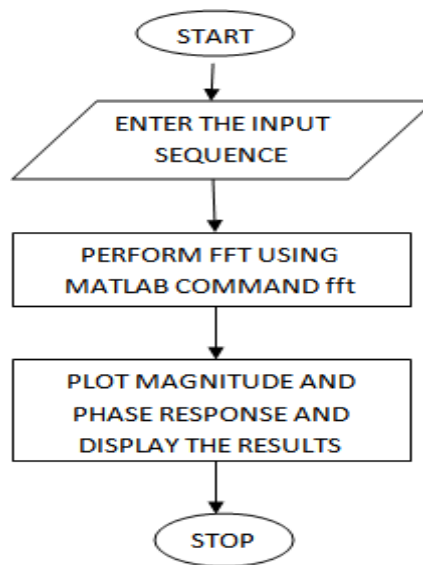 START
ENTER THE INPUT
SEQUENCE
PERFORM FFT USING
MATLAB COMMAND fft
PLOT MAGNITUDE AND
PHASE RESPONSE AND
DISPLAY THE RESULTS
STOP